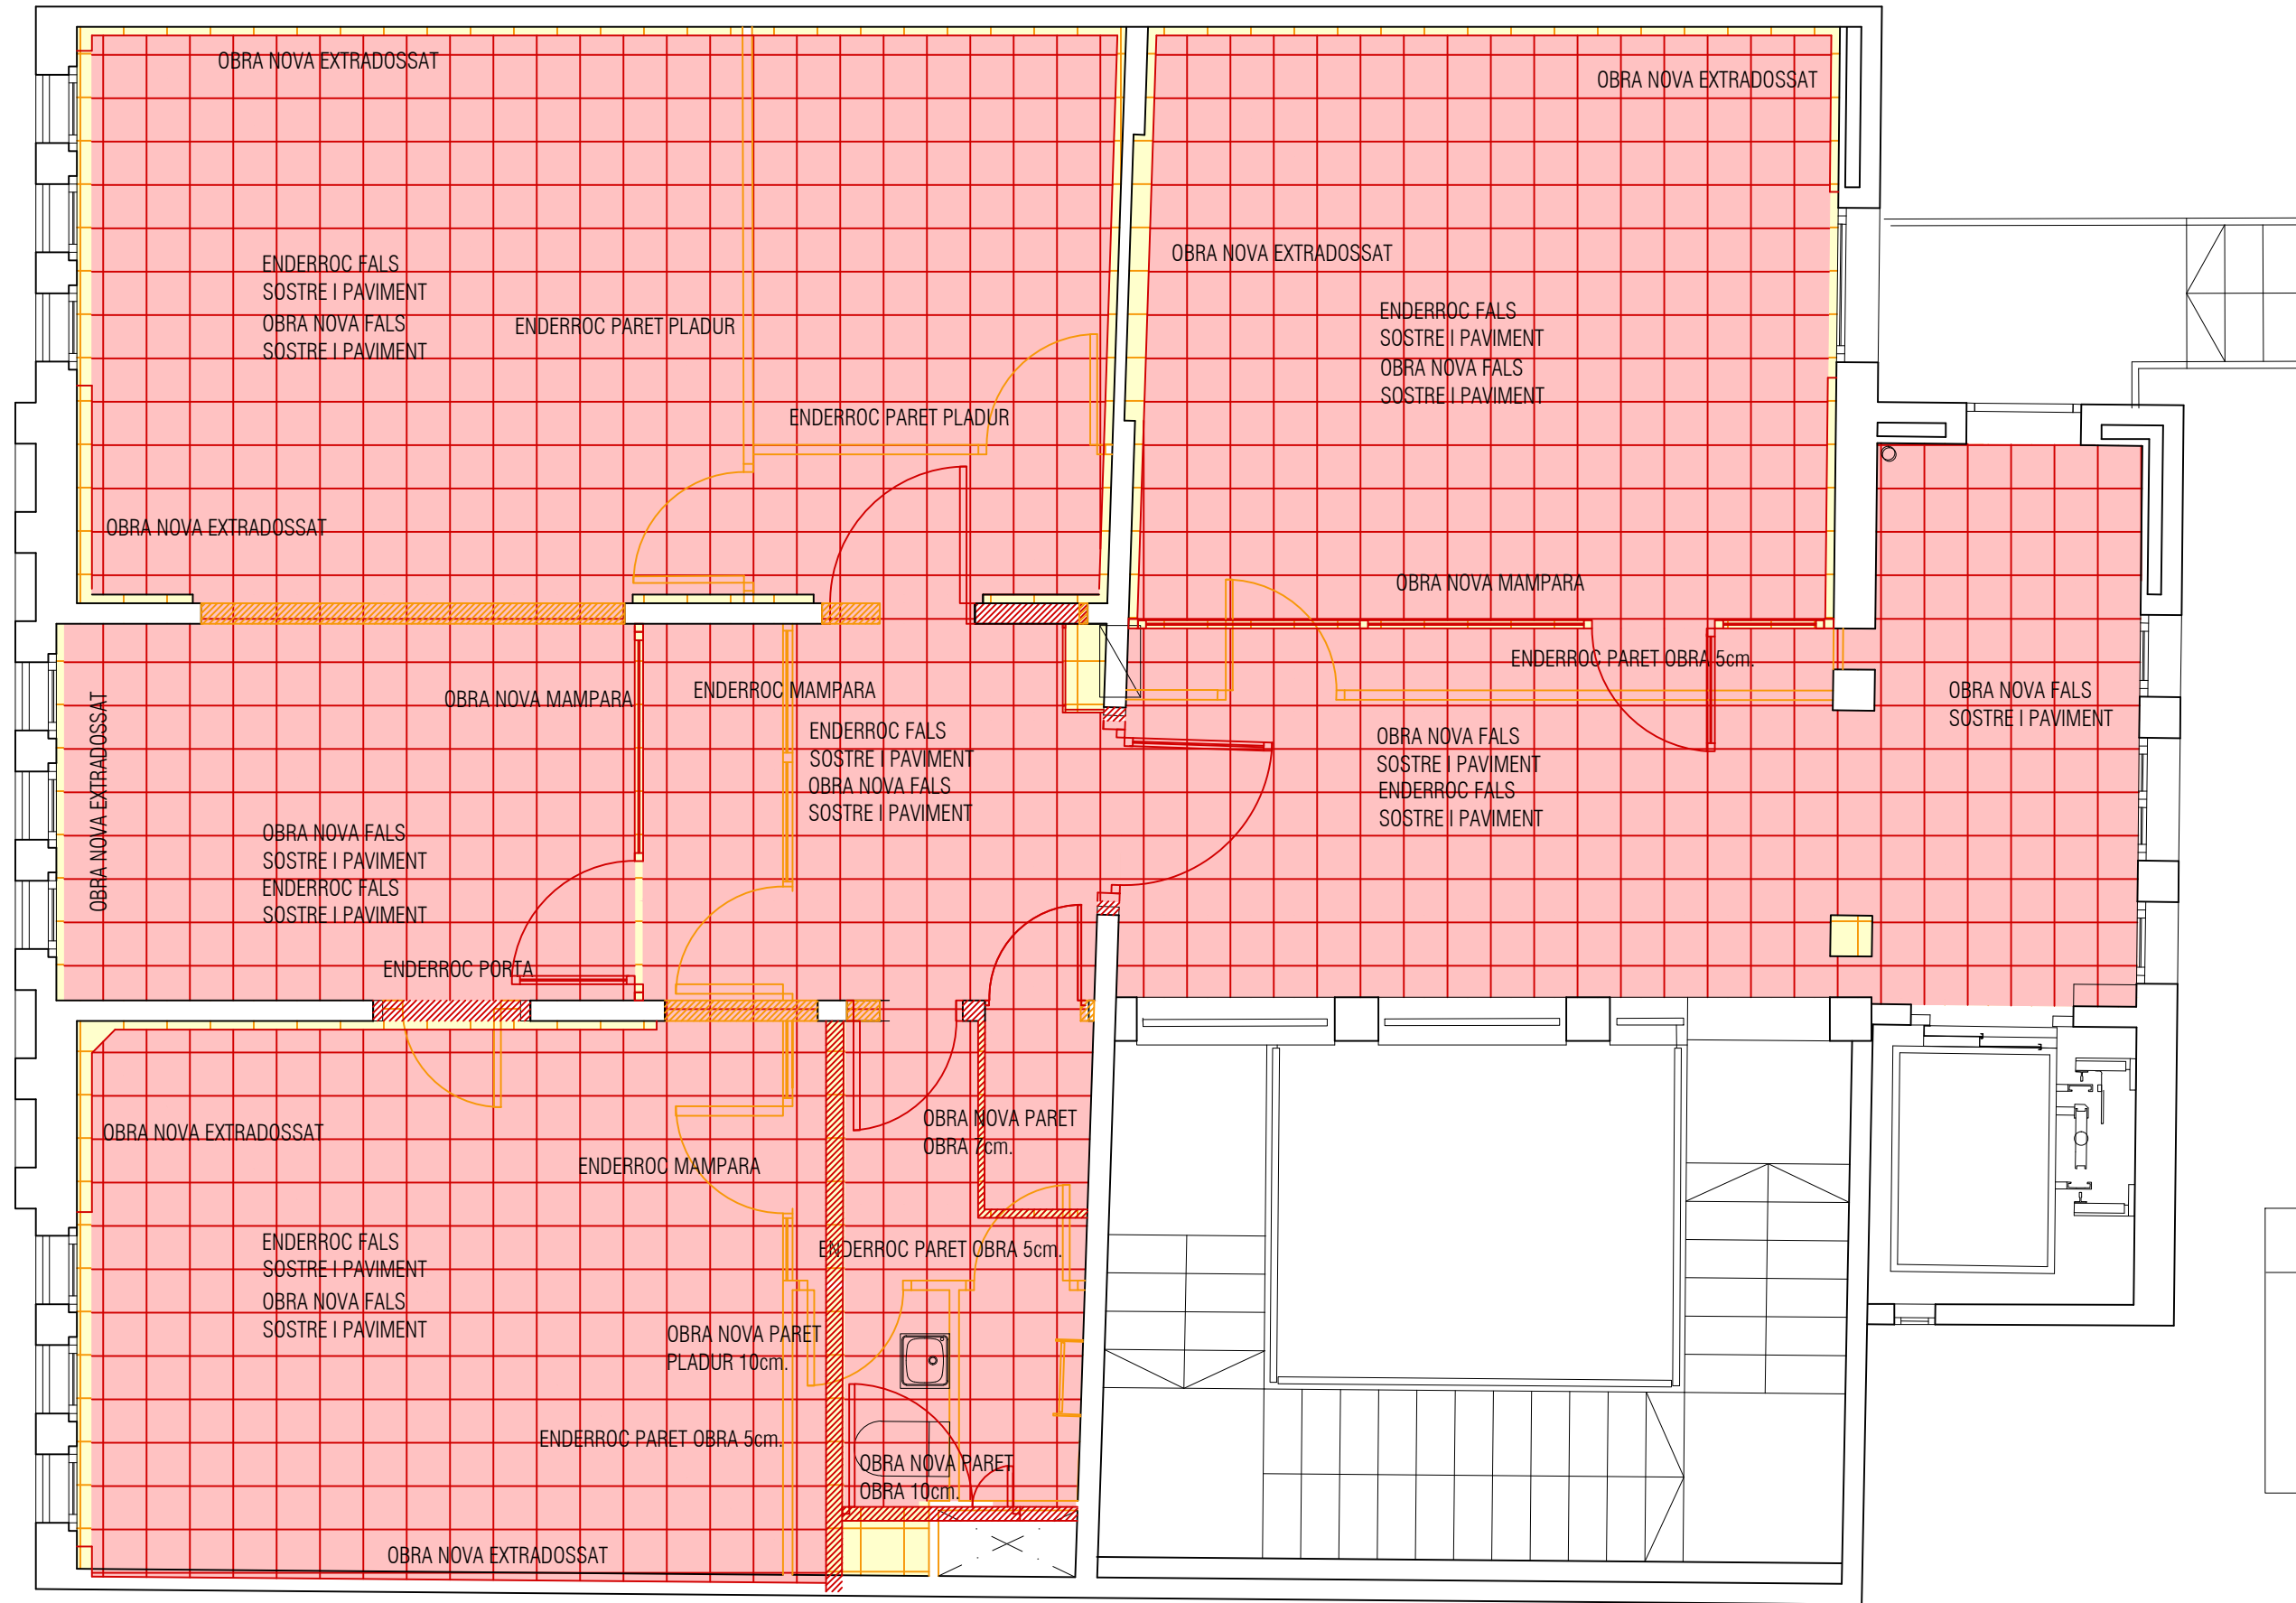 OBRA NOVA EXTRADOSSAT
OBRA NOVA EXTRADOSSAT
OBRA NOVA EXTRADOSSAT
ENDERROC FALS
SOSTRE I PAVIMENT
OBRA NOVA FALS
SOSTRE I PAVIMENT
ENDERROC PARET PLADUR
ENDERROC FALS
SOSTRE I PAVIMENT
OBRA NOVA FALS
SOSTRE I PAVIMENT
ENDERROC PARET PLADUR
OBRA NOVA EXTRADOSSAT
OBRA NOVA MAMPARA
ENDERROC PARET OBRA 5cm.
OBRA NOVA EXTRADOSSAT
OBRA NOVA MAMPARA
ENDERROC MAMPARA
OBRA NOVA FALS
SOSTRE I PAVIMENT
ENDERROC FALS
SOSTRE I PAVIMENT
OBRA NOVA FALS
SOSTRE I PAVIMENT
OBRA NOVA FALS
SOSTRE I PAVIMENT
ENDERROC FALS
SOSTRE I PAVIMENT
OBRA NOVA FALS
SOSTRE I PAVIMENT
ENDERROC FALS
SOSTRE I PAVIMENT
ENDERROC PORTA
OBRA NOVA PARET
OBRA 7cm.
OBRA NOVA EXTRADOSSAT
ENDERROC MAMPARA
ENDERROC FALS
SOSTRE I PAVIMENT
OBRA NOVA FALS
SOSTRE I PAVIMENT
ENDERROC PARET OBRA 5cm.
OBRA NOVA PARET
PLADUR 10cm.
ENDERROC PARET OBRA 5cm.
OBRA NOVA PARET
OBRA 10cm.
OBRA NOVA EXTRADOSSAT